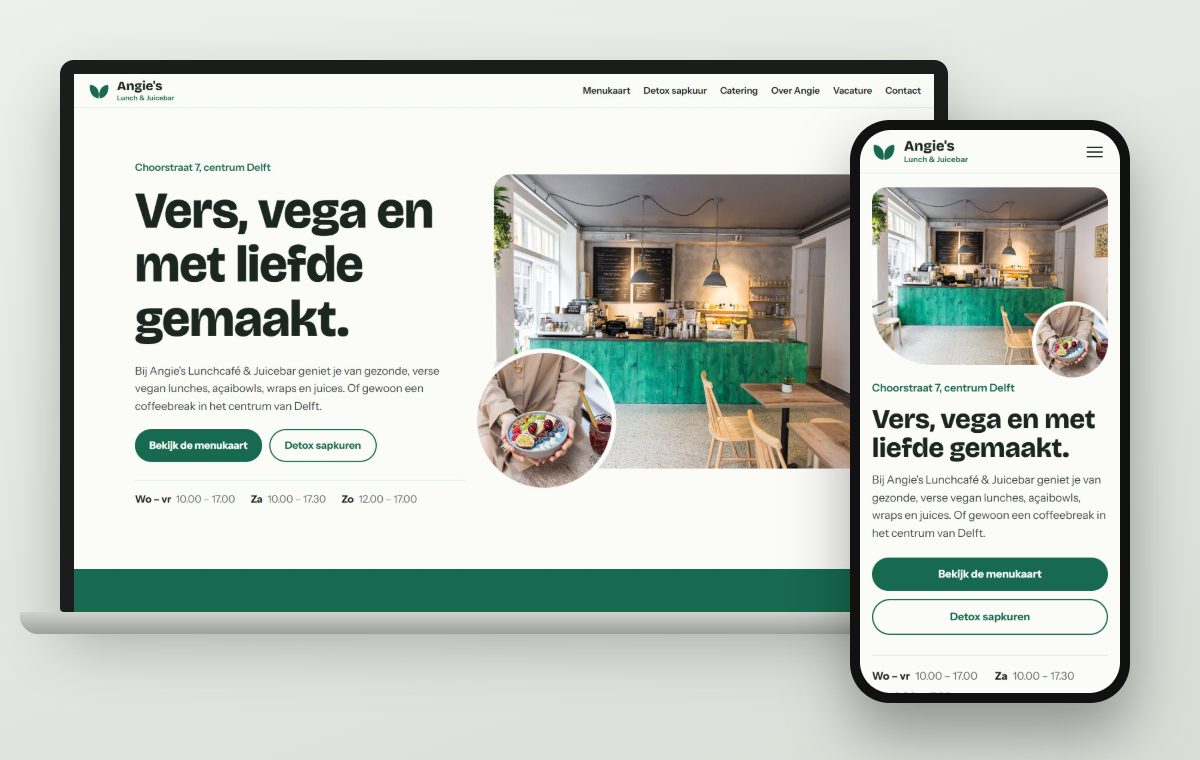 Angie's
Lunch & Juicebar
Menukaart Detox sapkuur Catering Over Angie Vacature Contact
Choorstraat 7, centrum Delft
Vers, vega en
met liefde
gemaakt.
Bij Angie's Lunchcafé & Juicebar geniet je van gezonde, verse
vegan lunches, açaibowls, wraps en juices. Of gewoon een
coffeebreak in het centrum van Delft.
Bekijk de menukaart Detox sapkuren
Wo – vr 10.00 – 17.00 Za 10.00 – 17.30 Zo 12.00 – 17.00
Angie's
Lunch & Juicebar
Choorstraat 7, centrum Delft
Vers, vega en met
liefde gemaakt.
Bij Angie's Lunchcafé & Juicebar geniet je van
gezonde, verse vegan lunches, açaibowls,
wraps en juices. Of gewoon een coffeebreak in
het centrum van Delft.
Bekijk de menukaart
Detox sapkuren
Wo – vr 10.00 – 17.00 Za 10.00 – 17.30